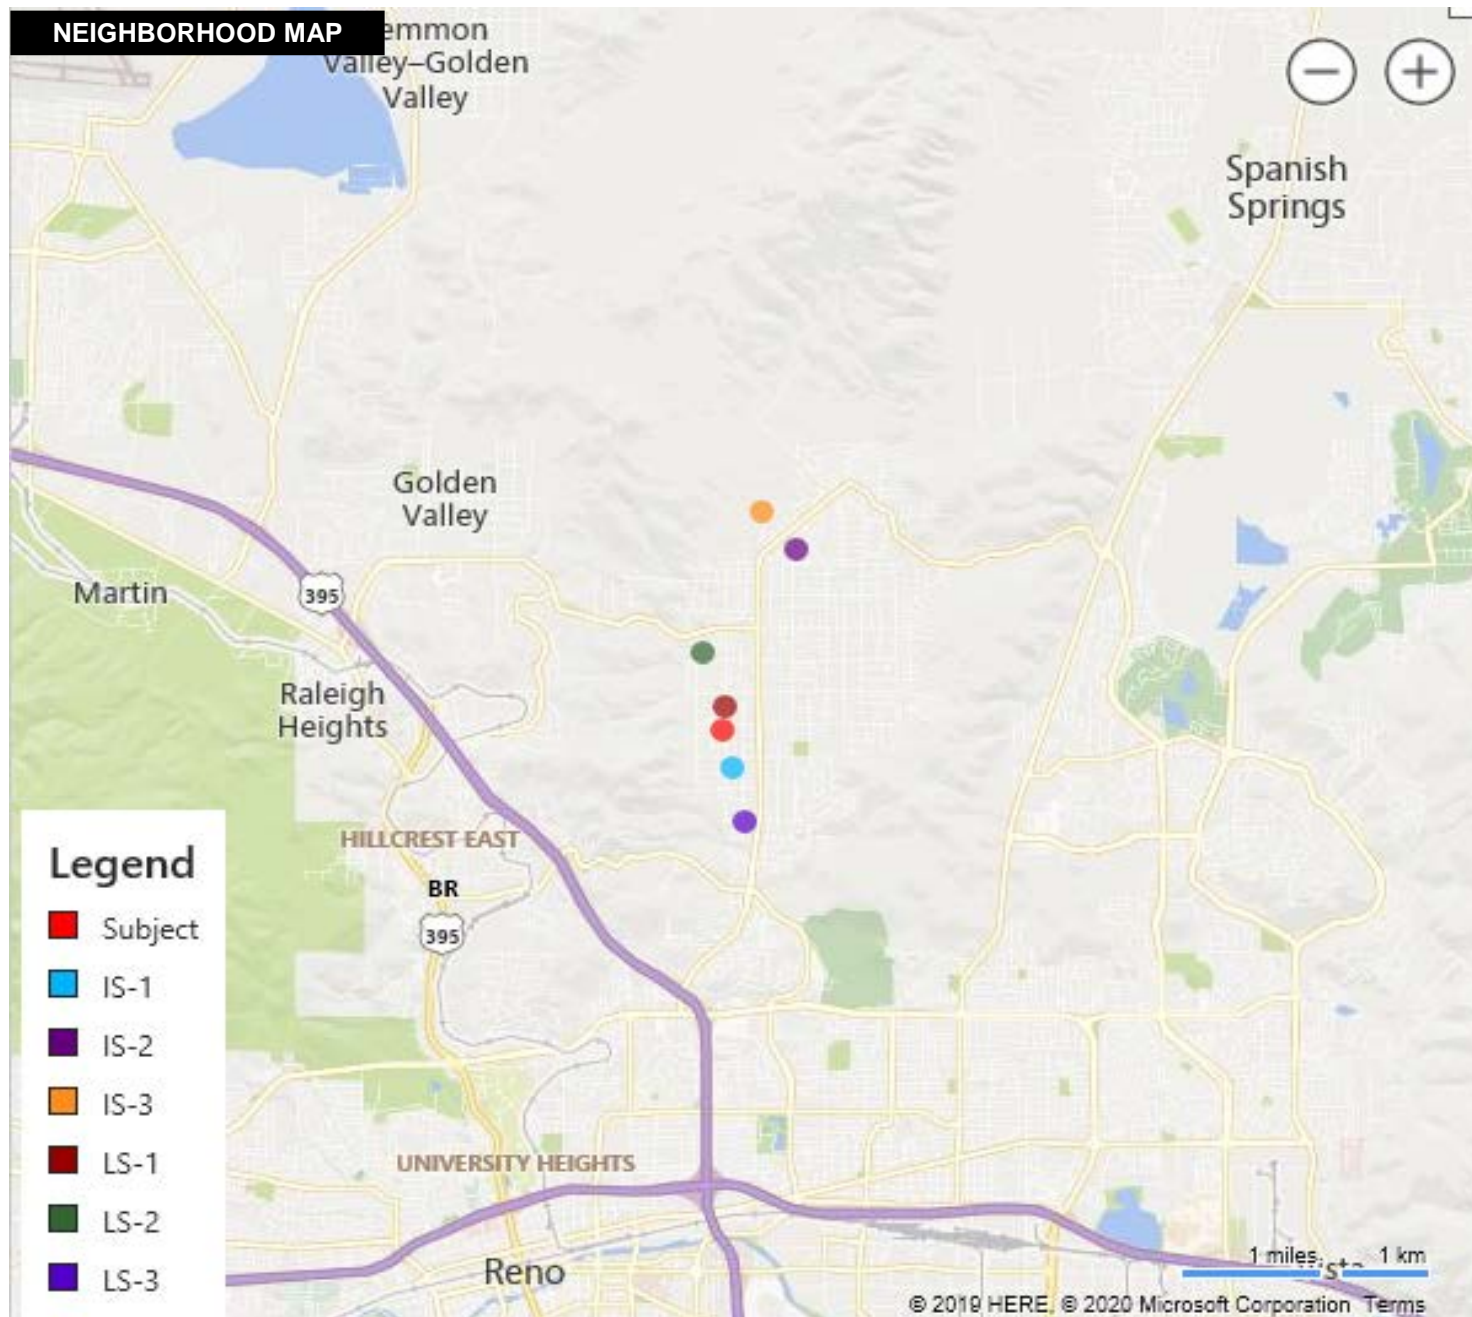 NEIGHBORHOOD MAP
Valley–Golden
Valley
Spanish
Springs
Golden
Valley
Martin
395
Raleigh
Heights
HILLCREST EAST
BR
395
Legend
Subject
IS-1
IS-2
IS-3
LS-1
LS-2
LS-3
UNIVERSITY HEIGHTS
Reno
1 miles
1 km
© 2019 HERE, © 2020 Microsoft Corporation Terms